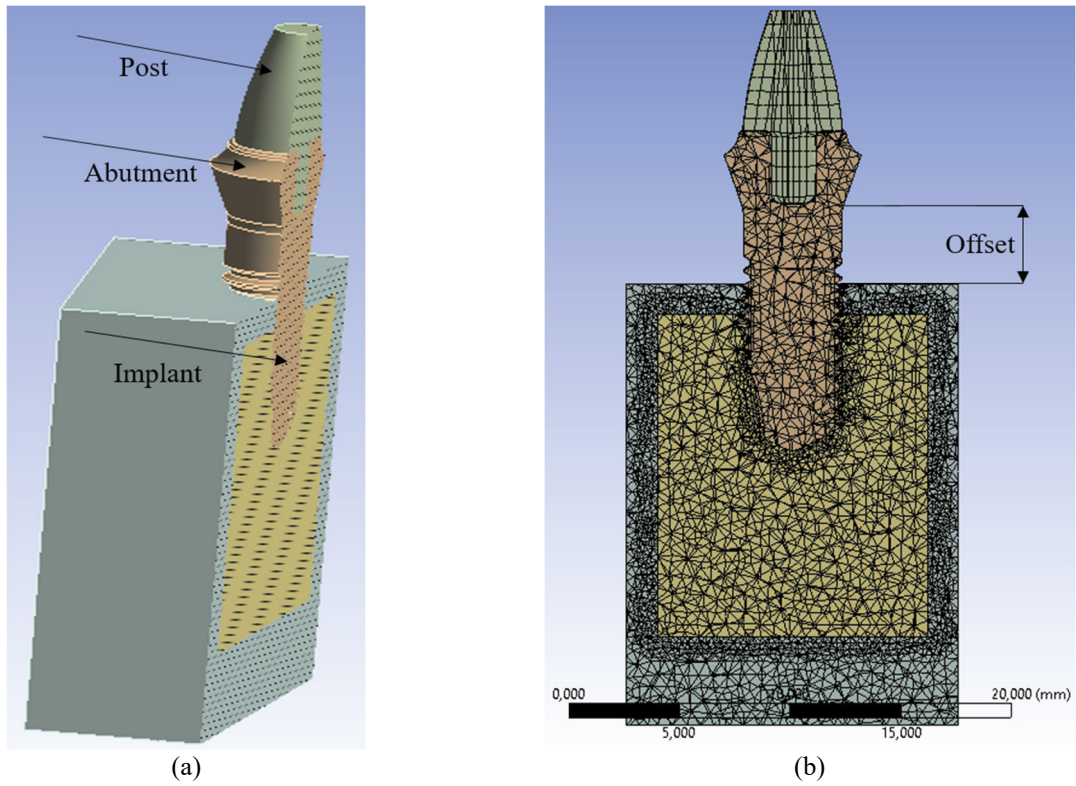 Post
Abutment
Implant
Offset
0,000
20,000 (mm)
5,000
15,000
(a)
(b)